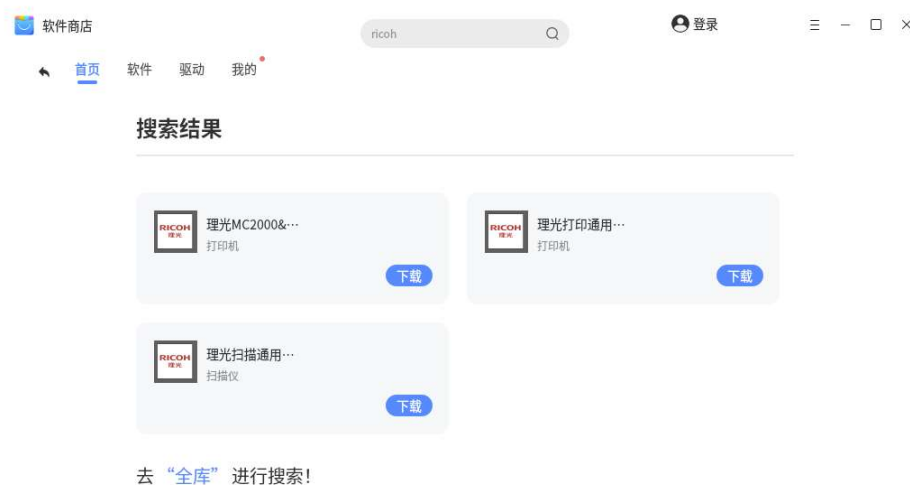 软件商店
ricoh
登录
首页 软件 驱动 我的
搜索结果
RICOH
理光
理光MC2000&···
打印机
下载
RICOH
理光
理光打印通用···
打印机
下载
RICOH
理光
理光扫描通用···
扫描仪
下载
去“全库”进行搜索！